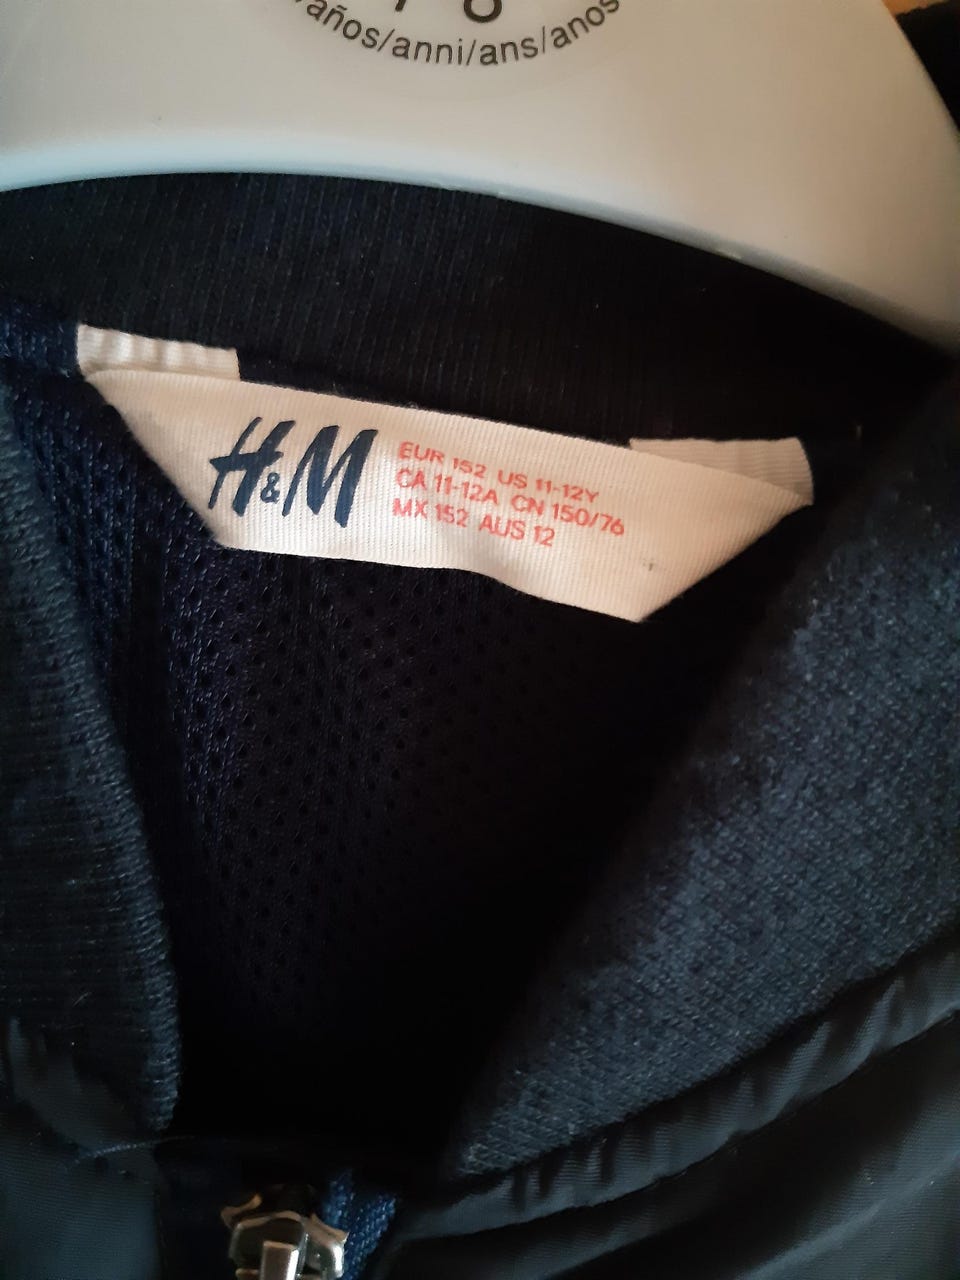 años/anni/ans/anos
H&M
EUR 152 US 11-12Y
CA 11-12A CN 150/76
MX 152 AUS 12